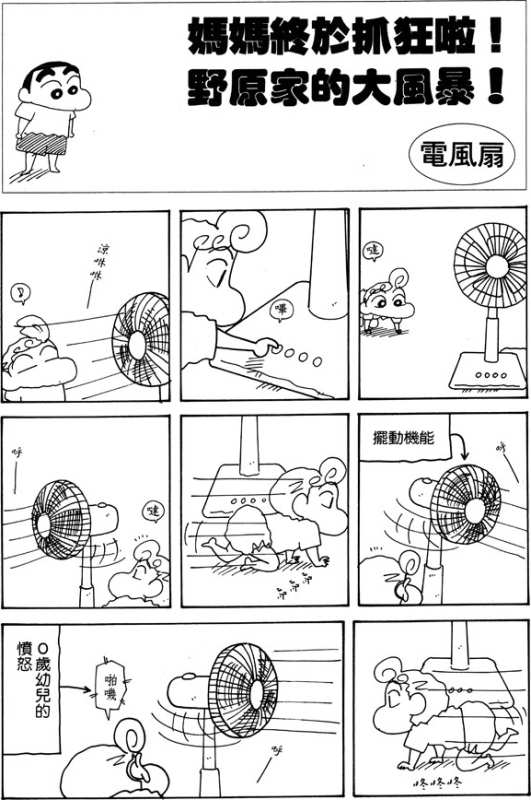 媽媽終於抓狂啦！
野原家的大風暴！
電風扇
噠
嗶
涼咻咻
♪
擺動機能
呼
噠
呼
咚咚咚
0歲幼兒的憤怒
啪嘰
呼